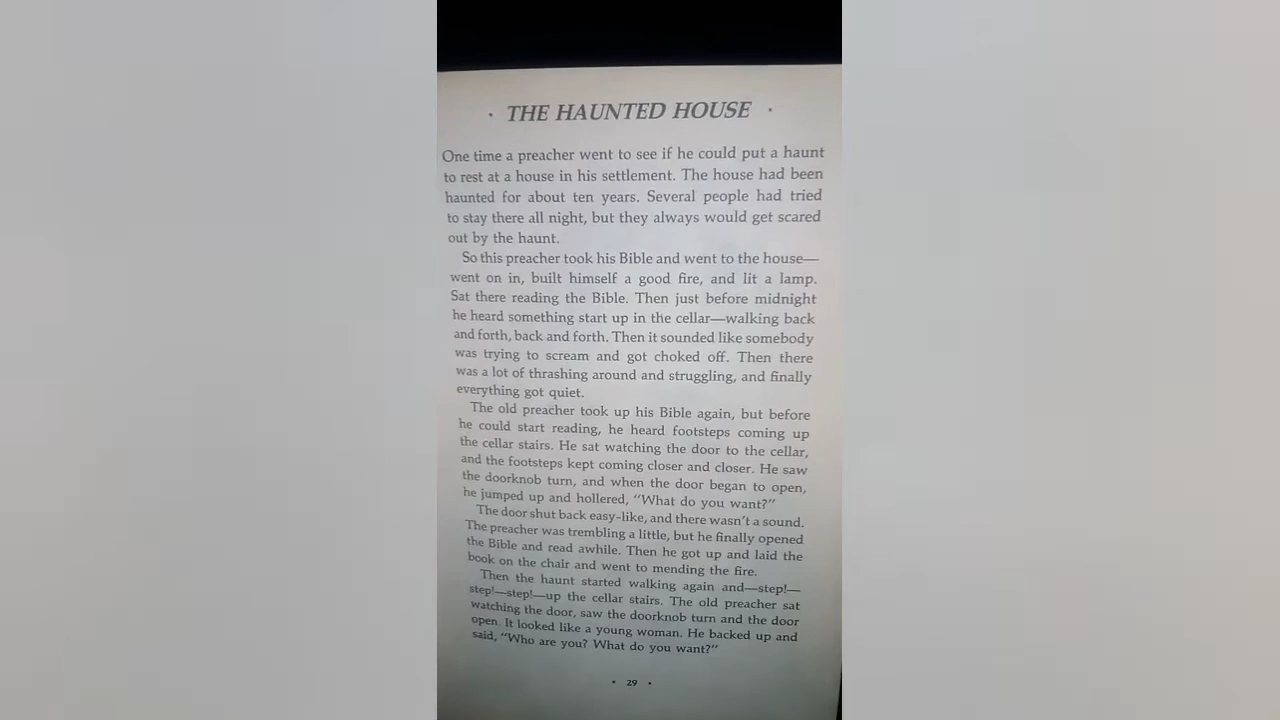 · THE HAUNTED HOUSE ·
One time a preacher went to see if he could put a haunt
to rest at a house in his settlement. The house had been
haunted for about ten years. Several people had tried
to stay there all night, but they always would get scared
out by the haunt.
So this preacher took his Bible and went to the house—
went on in, built himself a good fire, and lit a lamp.
Sat there reading the Bible. Then just before midnight
he heard something start up in the cellar—walking back
and forth, back and forth. Then it sounded like somebody
was trying to scream and got choked off. Then there
was a lot of thrashing around and struggling, and finally
everything got quiet.
The old preacher took up his Bible again, but before
he could start reading, he heard footsteps coming up
the cellar stairs. He sat watching the door to the cellar,
and the footsteps kept coming closer and closer. He saw
the doorknob turn, and when the door began to open,
he jumped up and hollered, "What do you want?"
The door shut back easy-like, and there wasn't a sound.
The preacher was trembling a little, but he finally opened
the Bible and read awhile. Then he got up and laid the
book on the chair and went to mending the fire.
Then the haunt started walking again and—step!—
step!—step!—up the cellar stairs. The old preacher sat
watching the door, saw the doorknob turn and the door
open. It looked like a young woman. He backed up and
said, "Who are you? What do you want?"
· 29 ·